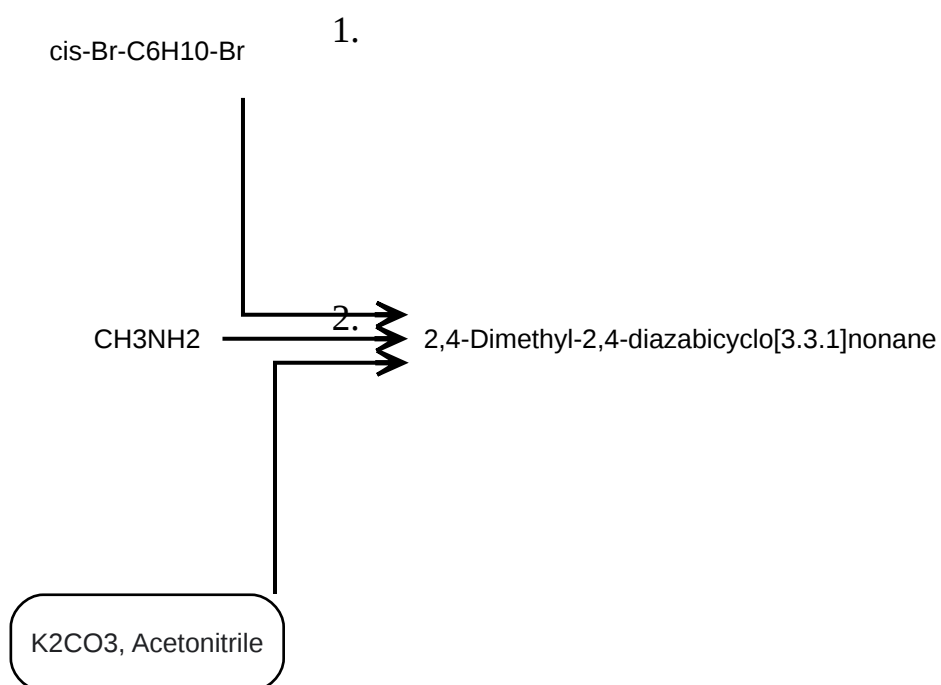 1.
cis-Br-C6H10-Br
2.
CH3NH2
2,4-Dimethyl-2,4-diazabicyclo[3.3.1]nonane
K2CO3, Acetonitrile